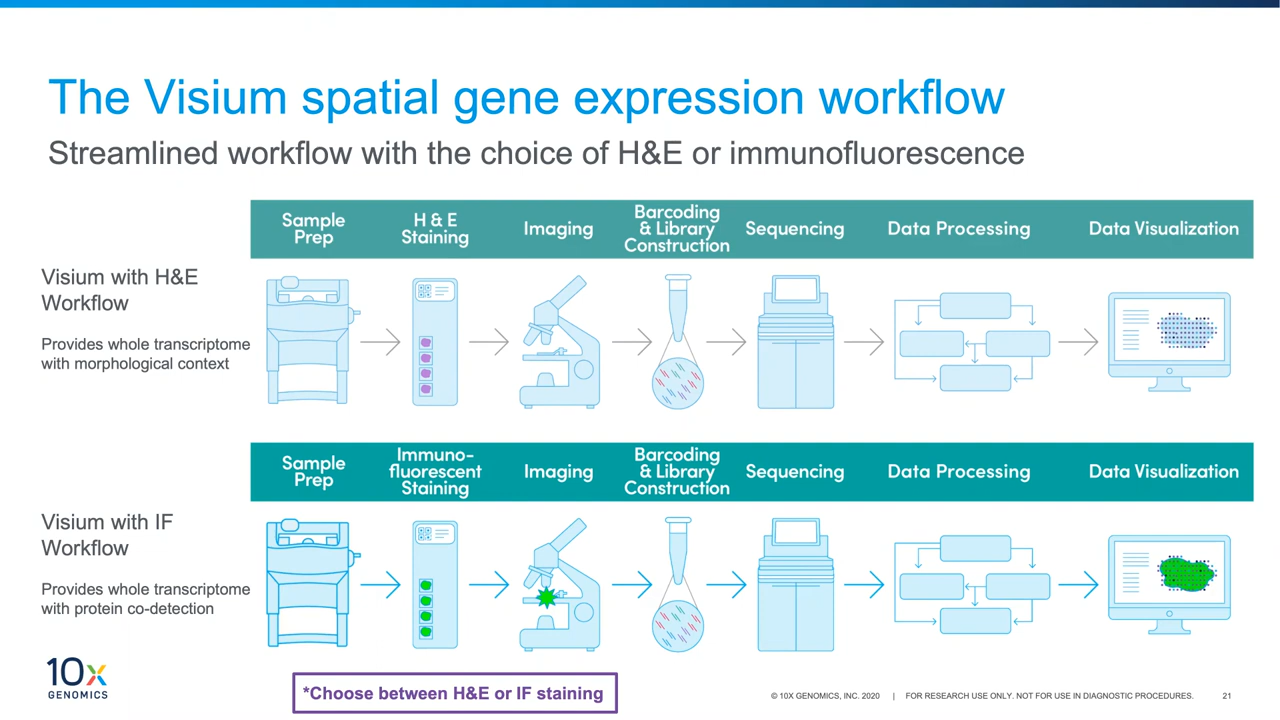 The Visium spatial gene expression workflow
Streamlined workflow with the choice of H&E or immunofluorescence
Sample
Prep
H & E
Staining
Imaging
Barcoding
& Library
Construction
Sequencing
Data Processing
Data Visualization
Visium with H&E
Workflow
Provides whole transcriptome
with morphological context
Sample
Prep
Immuno-
fluorescent
Staining
Imaging
Barcoding
& Library
Construction
Sequencing
Data Processing
Data Visualization
Visium with IF
Workflow
Provides whole transcriptome
with protein co-detection
10x
GENOMICS
*Choose between H&E or IF staining
© 10X GENOMICS, INC. 2020 | FOR RESEARCH USE ONLY. NOT FOR USE IN DIAGNOSTIC PROCEDURES. 21